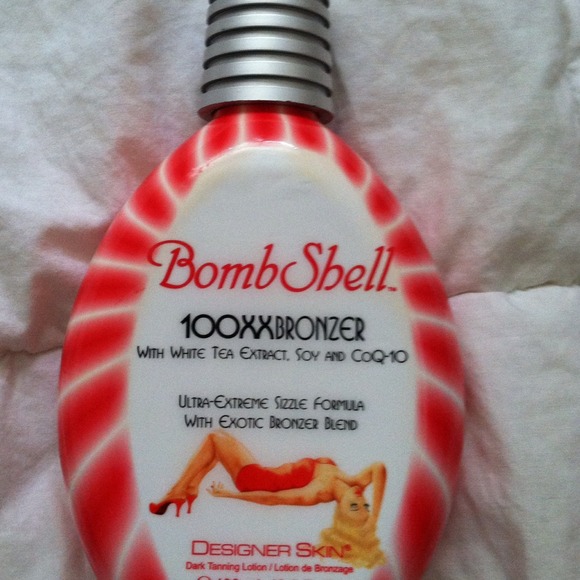 BombShell™
100XXBRONZER
WITH WHITE TEA EXTRACT, SOY AND COQ-10
ULTRA-EXTREME SIZZLE FORMULA
WITH EXOTIC BRONZER BLEND
DESIGNER SKIN®
Dark Tanning Lotion / Lotion de Bronzage